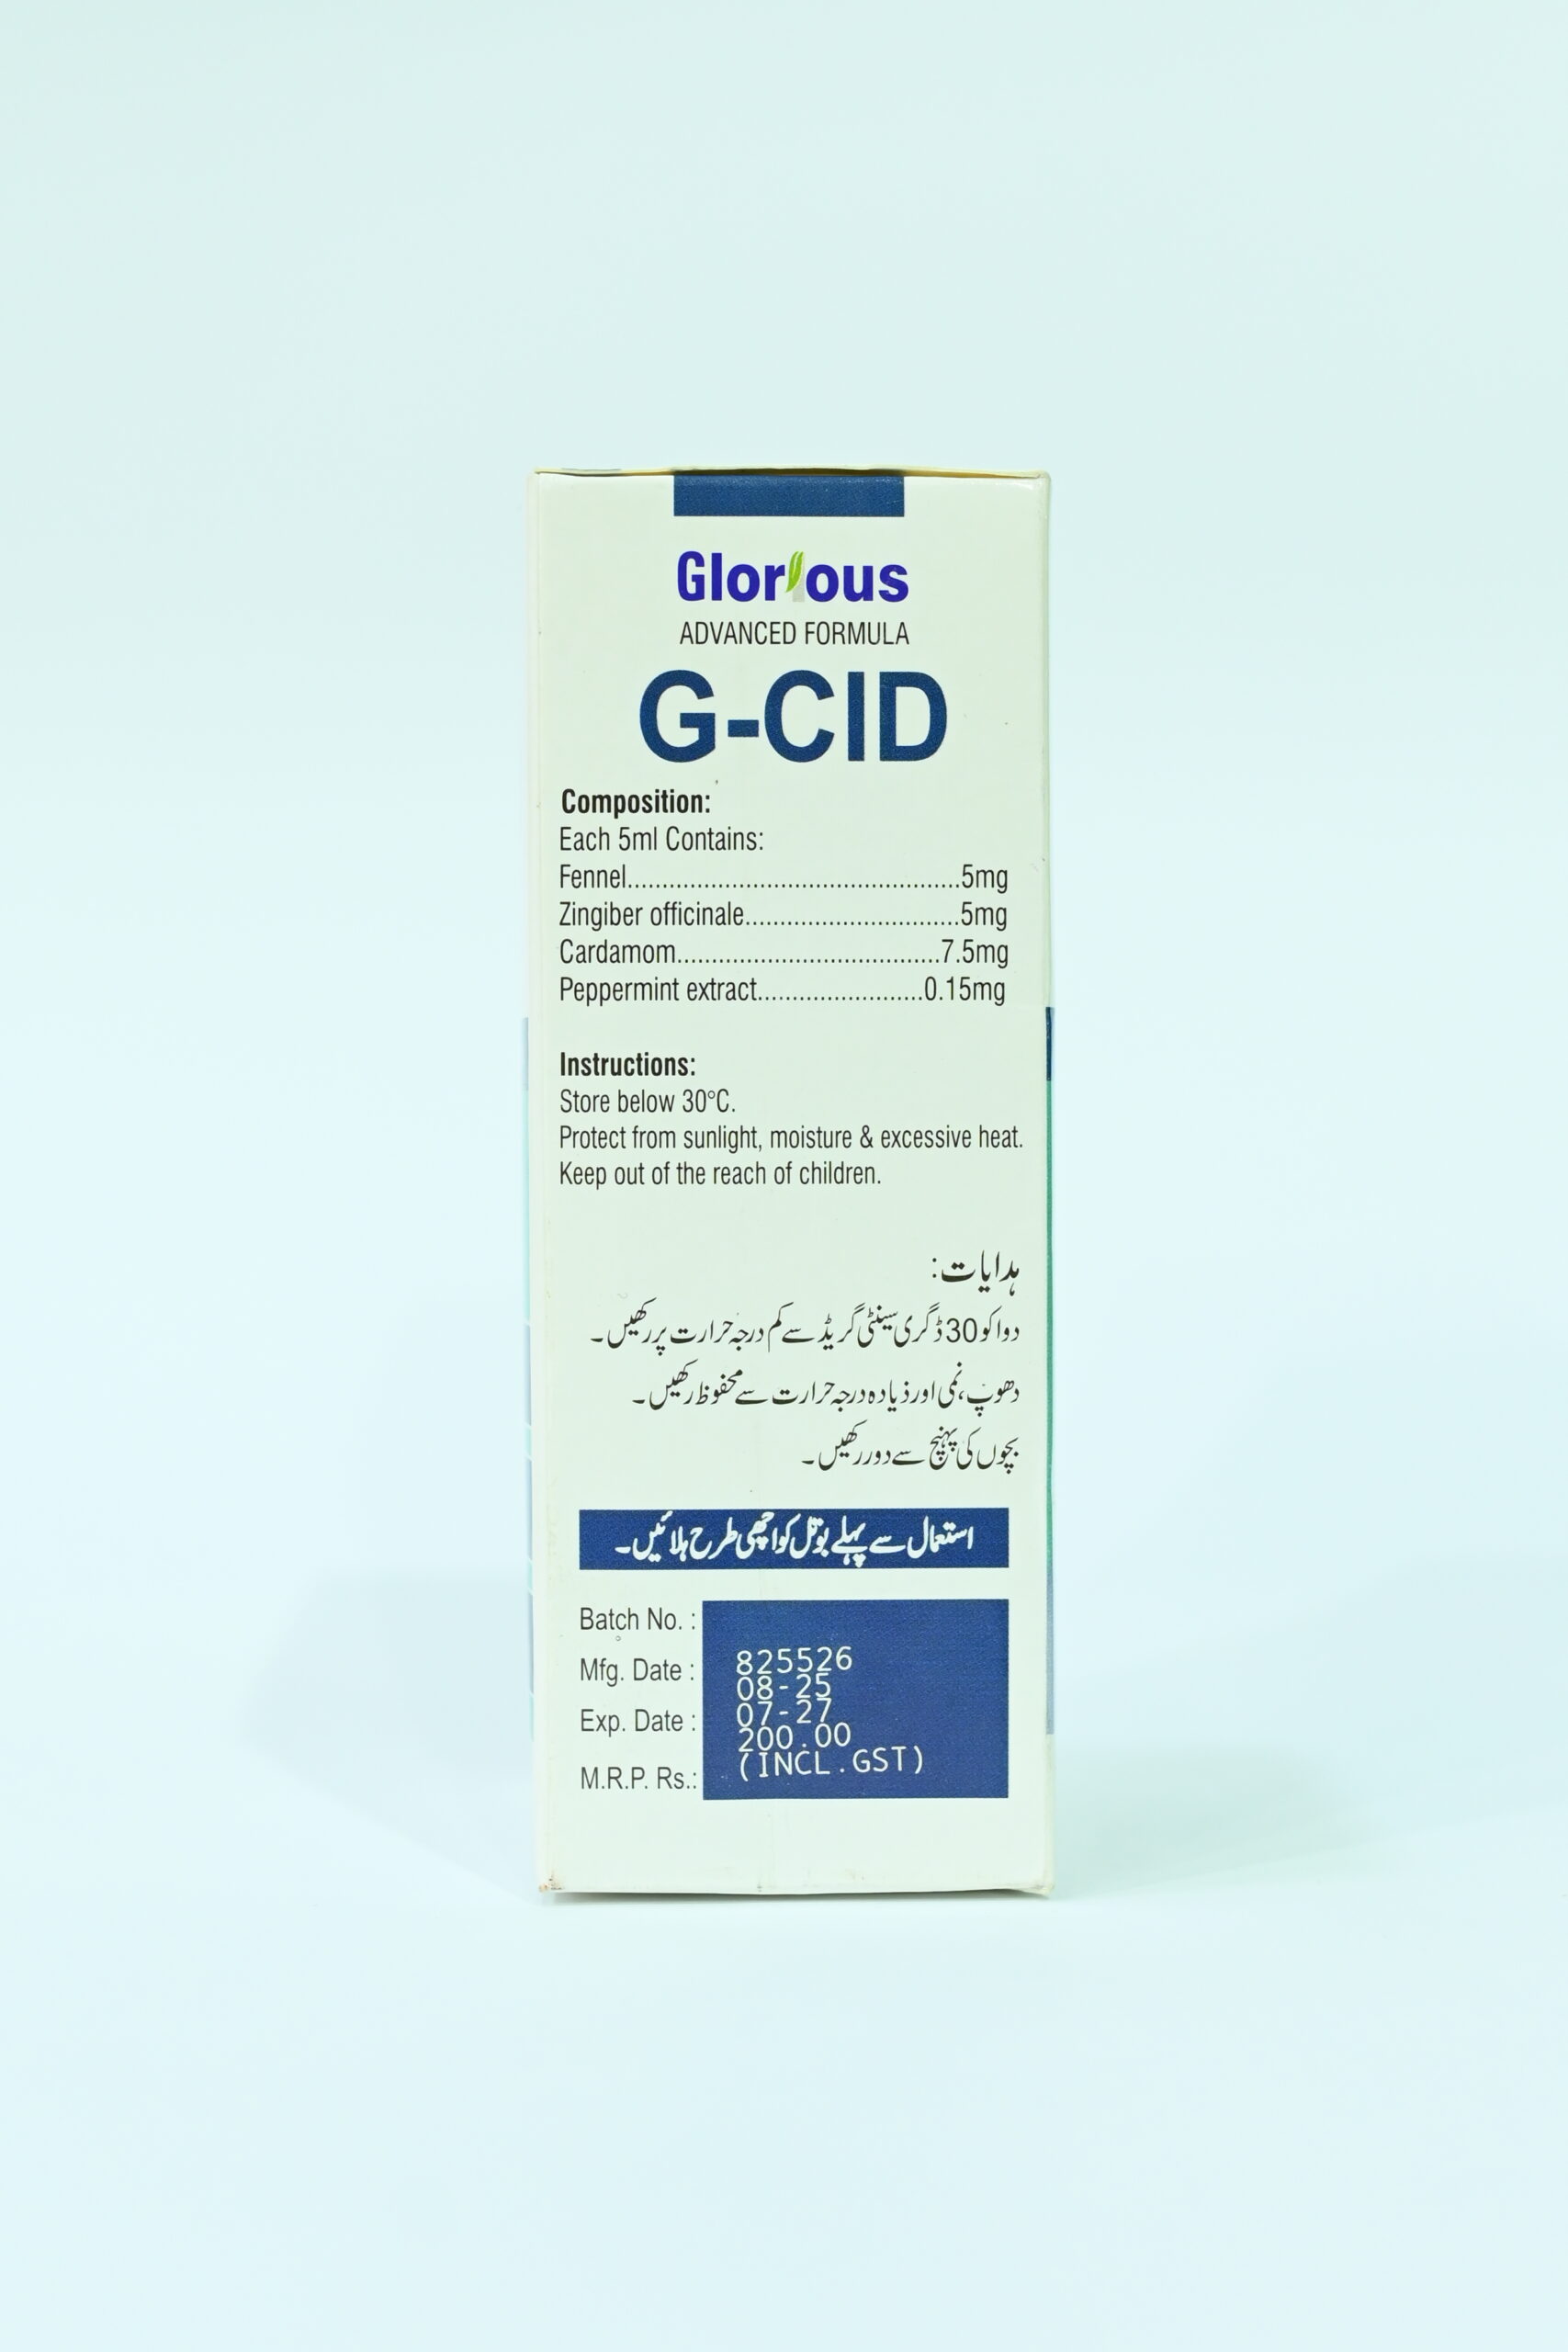 Glorious
ADVANCED FORMULA
G-CID
Composition:
Each 5ml Contains:
Fennel................................................5mg
Zingiber officinale...............................5mg
Cardamom......................................7.5mg
Peppermint extract........................0.15mg
Instructions:
Store below 30°C.
Protect from sunlight, moisture & excessive heat.
Keep out of the reach of children.
ہدایات:
دوا کو 30 ڈگری سینٹی گریڈ سے کم درجہ حرارت پر رکھیں۔
دھوپ، نمی اور ذیادہ درجہ حرارت سے محفوظ رکھیں۔
بچوں کی پہنچ سے دور رکھیں۔
استعمال سے پہلے بوتل کو اچھی طرح ہلائیں۔
Batch No. :
825526
Mfg. Date :
08-25
Exp. Date :
07-27
M.R.P. Rs.:
200.00
(INCL.GST)